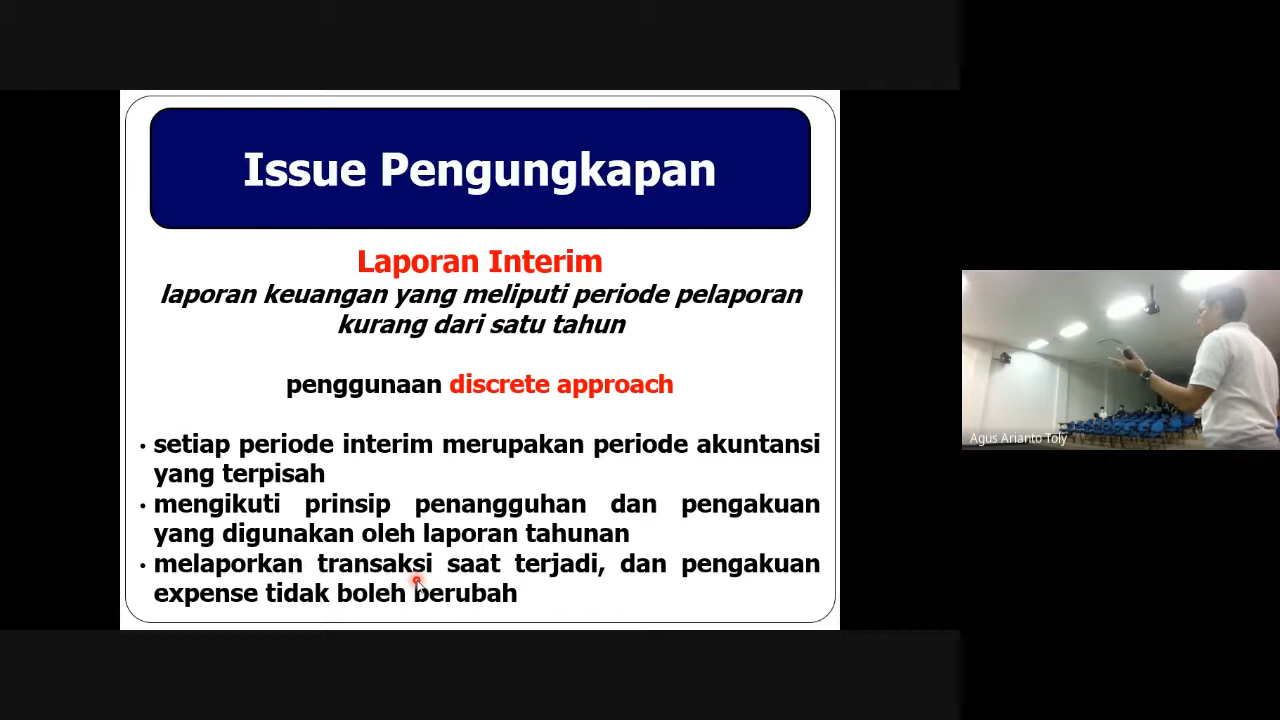 Issue Pengungkapan
Laporan Interim
laporan keuangan yang meliputi periode pelaporan
kurang dari satu tahun
penggunaan discrete approach
• setiap periode interim merupakan periode akuntansi
yang terpisah
• mengikuti prinsip penangguhan dan pengakuan
yang digunakan oleh laporan tahunan
• melaporkan transaksi saat terjadi, dan pengakuan
expense tidak boleh berubah
Agus Arianto Toly